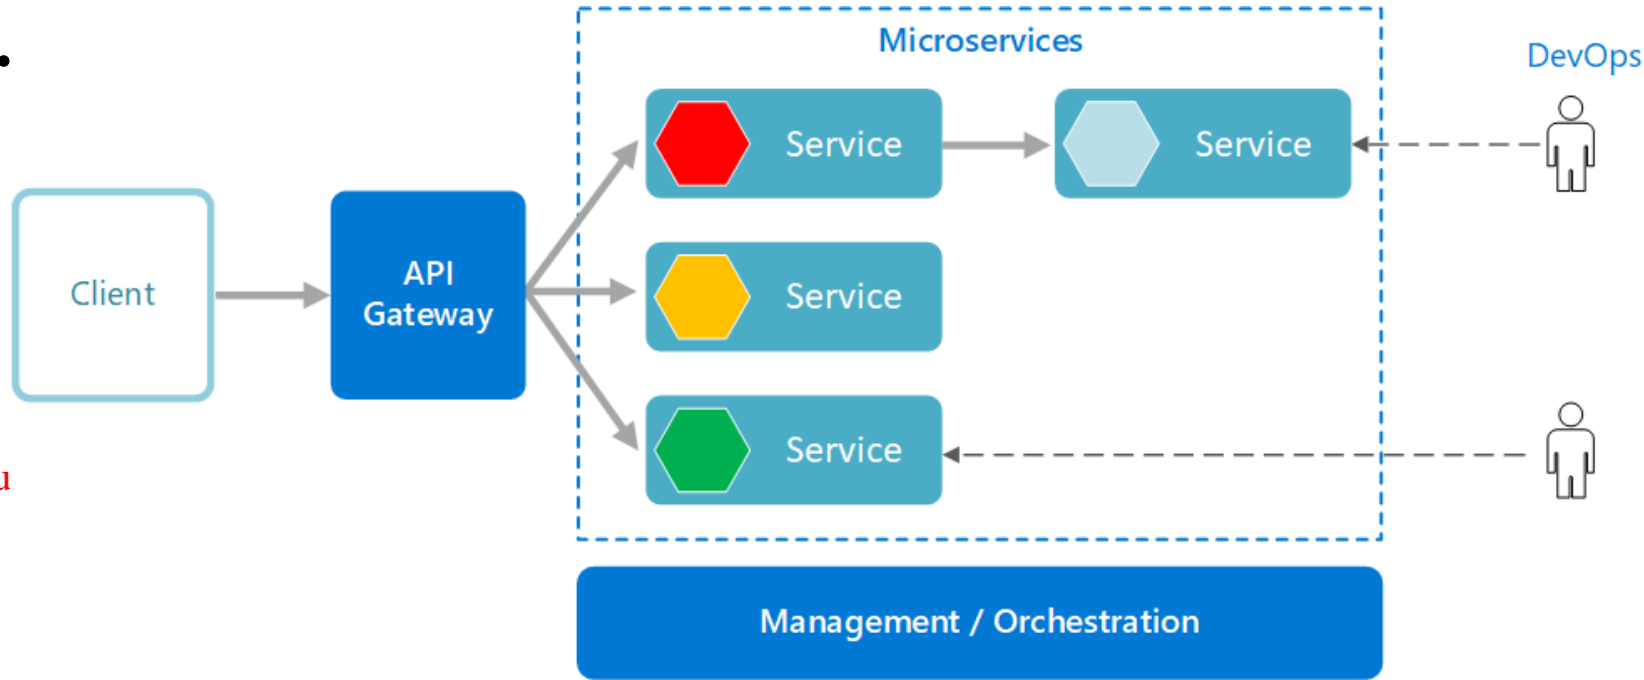 Microservices
DevOps
Service
Service
Client
API
Gateway
Service
Service
u
Management / Orchestration